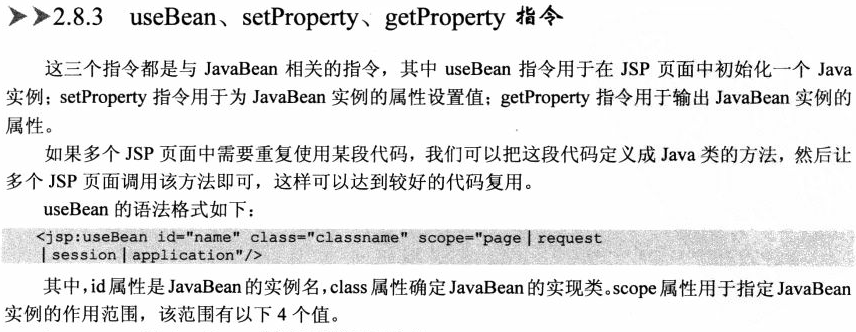 ➤➤2.8.3 useBean、setProperty、getProperty 指令
这三个指令都是与 JavaBean 相关的指令，其中 useBean 指令用于在 JSP 页面中初始化一个 Java
实例；setProperty 指令用于为 JavaBean 实例的属性设置值；getProperty 指令用于输出 JavaBean 实例的
属性。
如果多个 JSP 页面中需要重复使用某段代码，我们可以把这段代码定义成 Java 类的方法，然后让
多个 JSP 页面调用该方法即可，这样可以达到较好的代码复用。
useBean 的语法格式如下：
<jsp:useBean id="name" class="classname" scope="page | request
| session | application"/>
其中，id 属性是 JavaBean 的实例名，class 属性确定 JavaBean 的实现类。scope 属性用于指定 JavaBean
实例的作用范围，该范围有以下 4 个值。